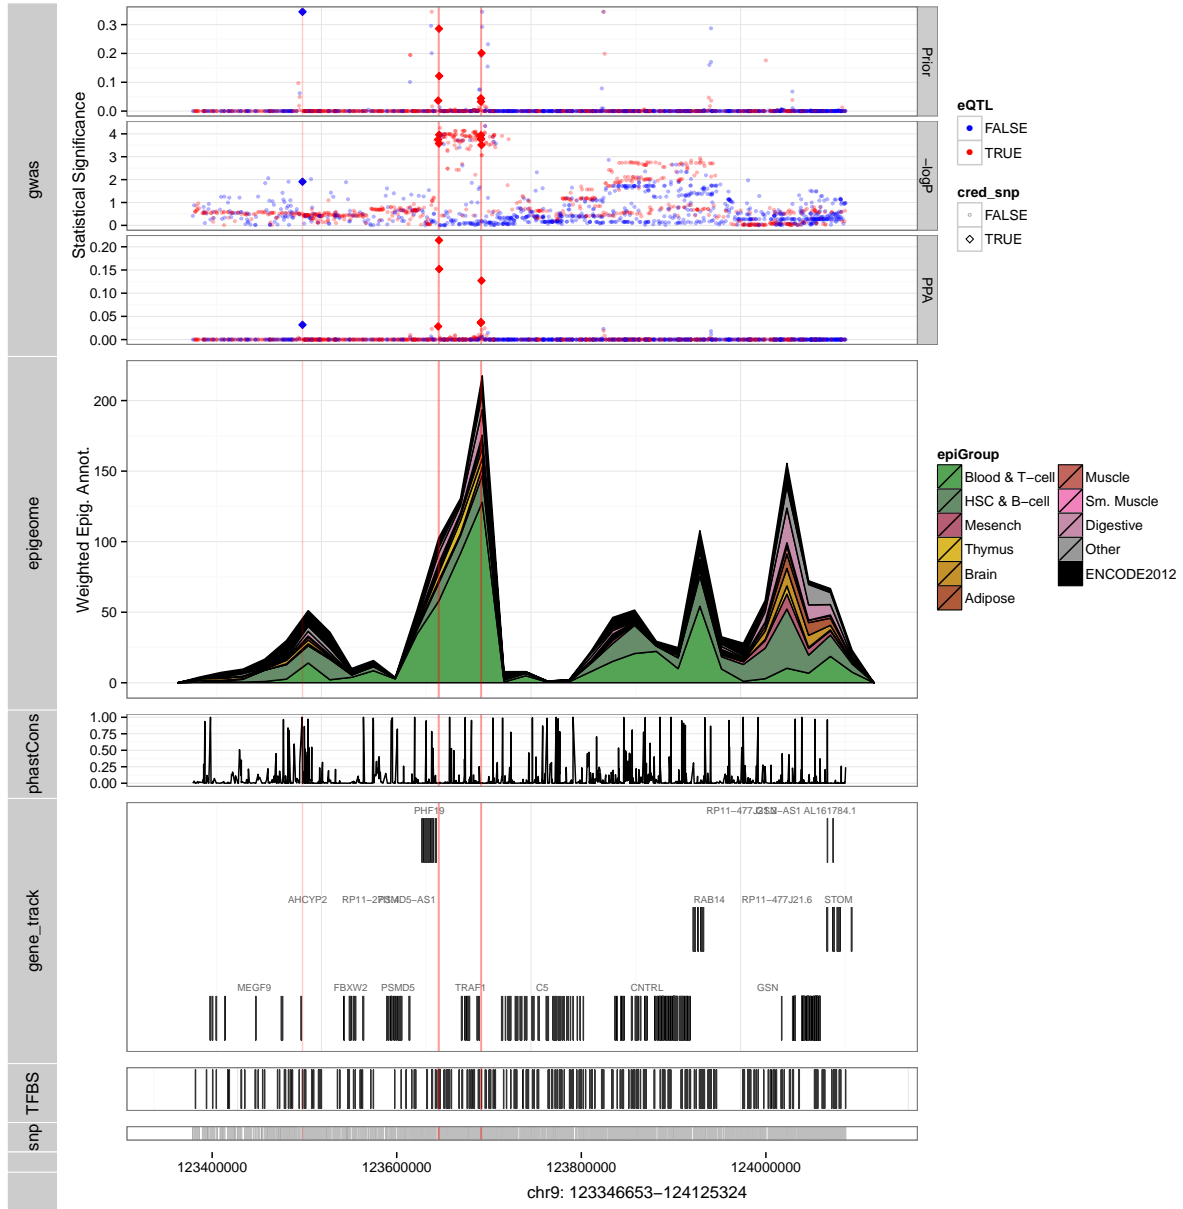 gwas
Statistical Significance
0.3
0.2
0.1
0.0
Prior
4
3
2
1
0
−logP
0.20
0.15
0.10
0.05
0.00
PPA
eQTL
FALSE
TRUE
cred_snp
FALSE
TRUE
epigeome
Weighted Epig. Annot.
200
150
100
50
0
epiGroup
Blood & T−cell
HSC & B−cell
Mesench
Thymus
Brain
Adipose
Muscle
Sm. Muscle
Digestive
Other
ENCODE2012
phastCons
1.00
0.75
0.50
0.25
0.00
gene_track
PHF19
AL161784.1
AHCYP2
RAB14
RP11−477J21.6
STOM
MEGF9
FBXW2
PSMD5
TRAF1
C5
CNTRL
GSN
TFBS
snp
123400000
123600000
123800000
124000000
chr9: 123346653−124125324